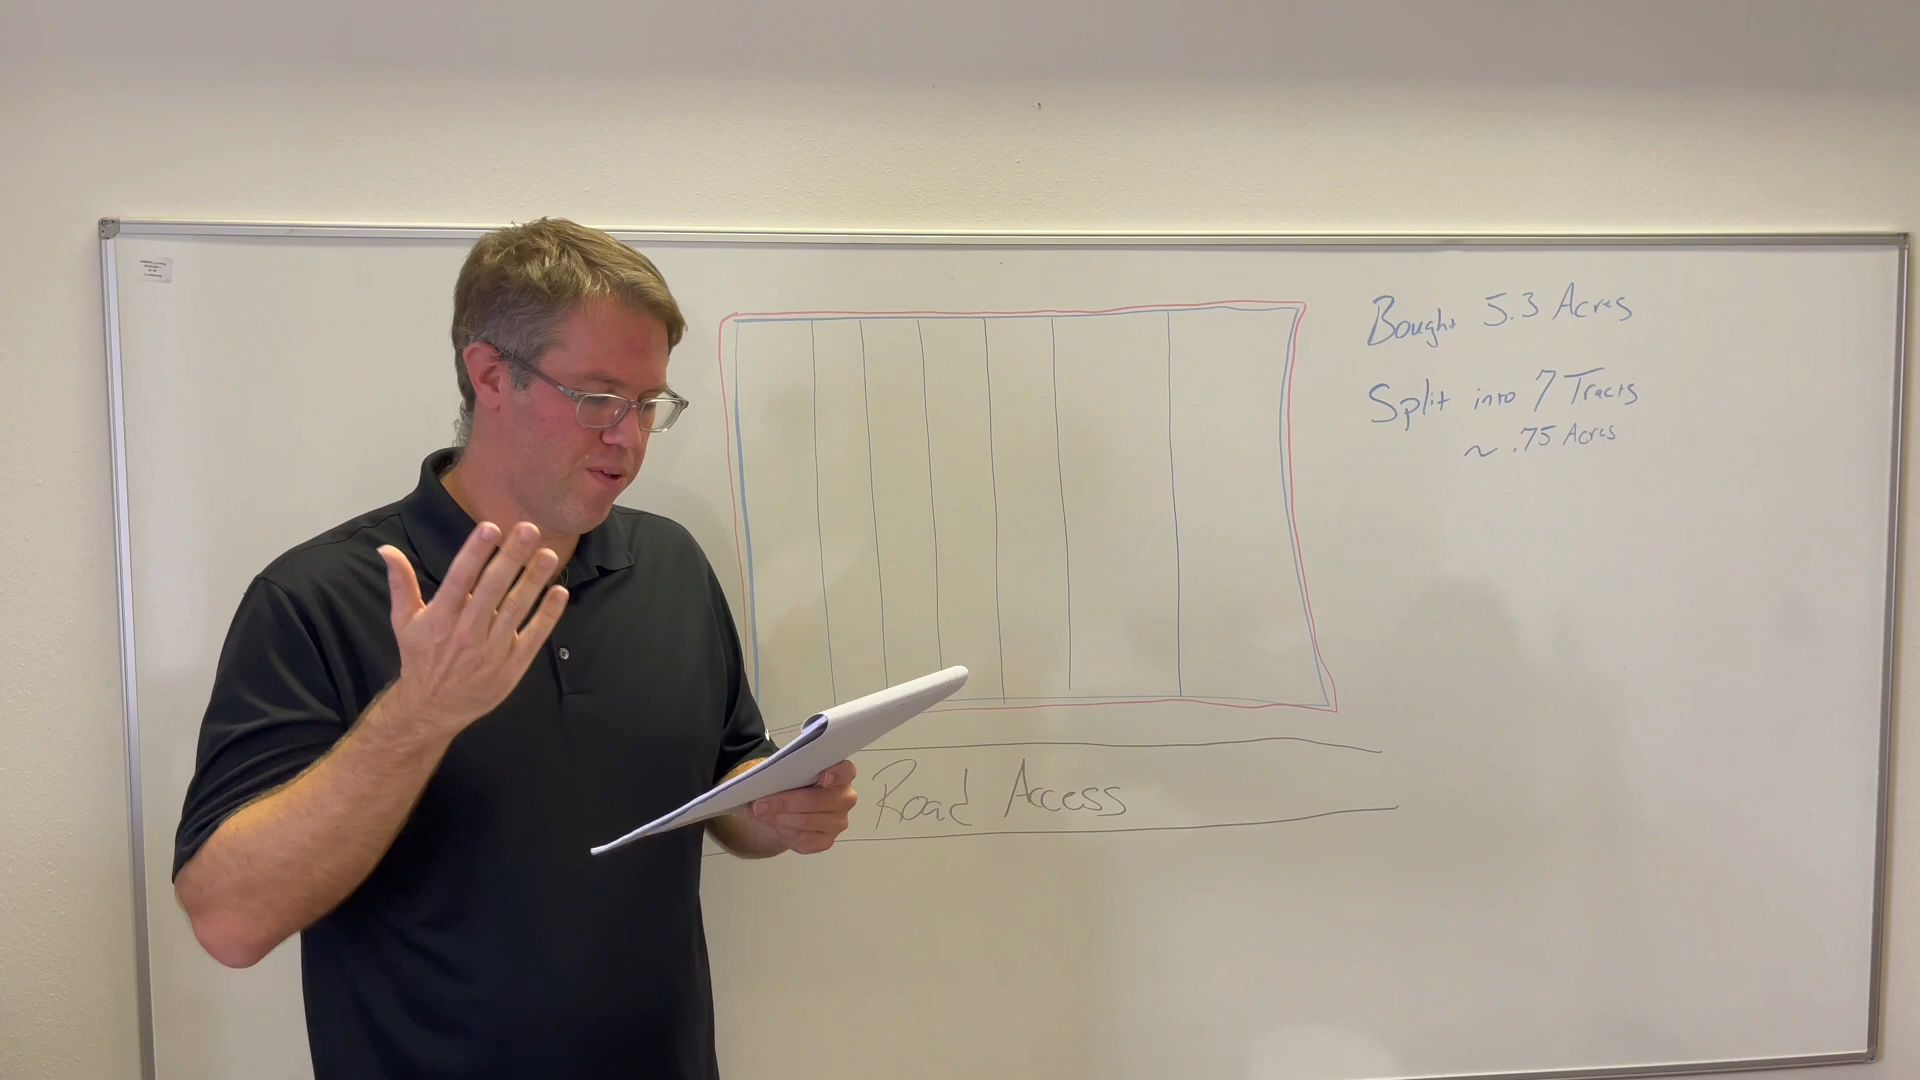 Bought 5.3 Acres
Split into 7 Tracts
~ .75 Acres
Road Access